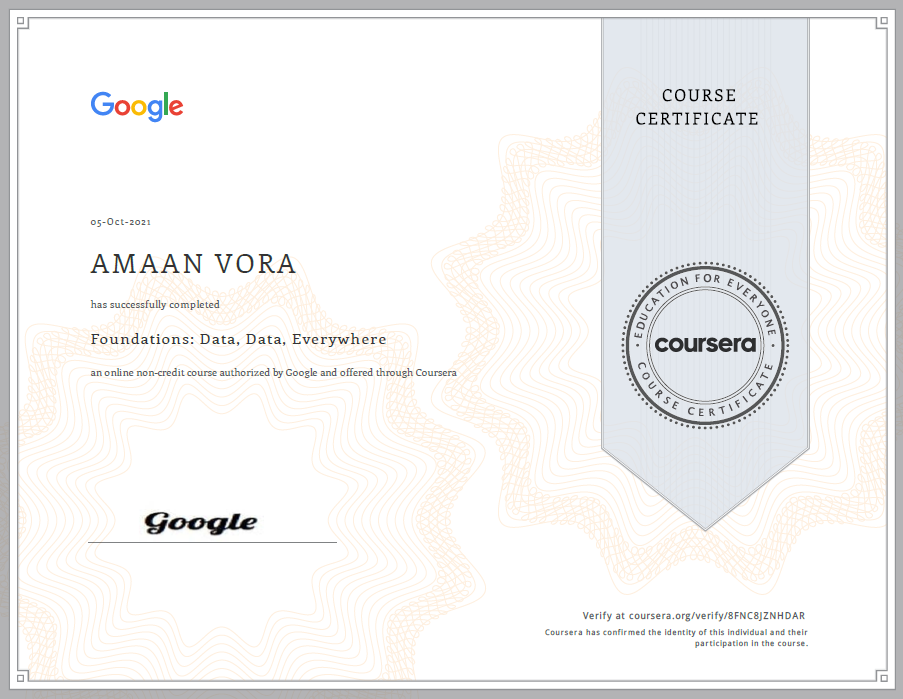 Google
COURSE
CERTIFICATE
05-Oct-2021
AMAAN VORA
has successfully completed
Foundations: Data, Data, Everywhere
an online non-credit course authorized by Google and offered through Coursera
EDUCATION FOR EVERYONE
coursera
COURSE CERTIFICATE
Google
Verify at coursera.org/verify/8FNC8JZNHDAR
Coursera has confirmed the identity of this individual and their
participation in the course.